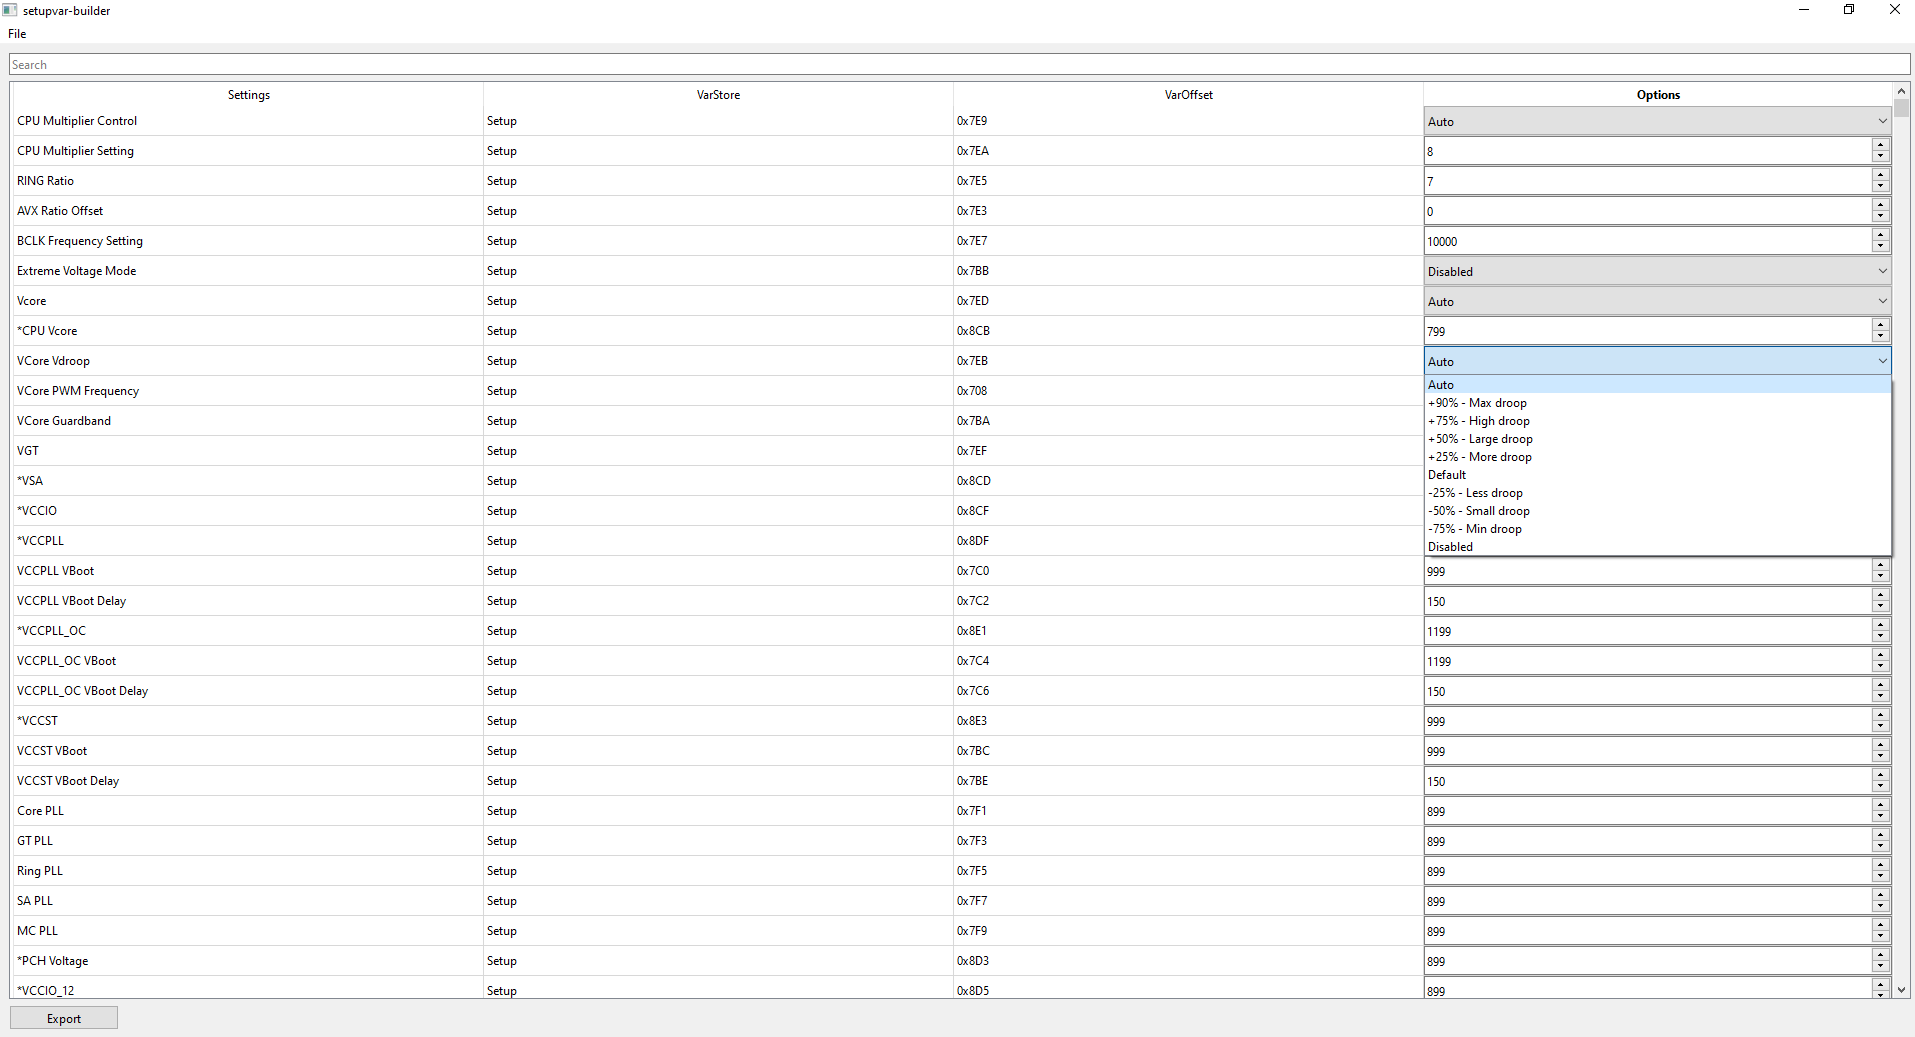 setupvar-builder
File
Search
Settings VarStore VarOffset Options
CPU Multiplier Control Setup 0x7E9 Auto
CPU Multiplier Setting Setup 0x7EA 8
RING Ratio Setup 0x7E5 7
AVX Ratio Offset Setup 0x7E3 0
BCLK Frequency Setting Setup 0x7E7 10000
Extreme Voltage Mode Setup 0x7BB Disabled
Vcore Setup 0x7ED Auto
*CPU Vcore Setup 0x8CB 799
VCore Vdroop Setup 0x7EB Auto
Auto
VCore PWM Frequency Setup 0x708 +90% - Max droop
VCore Guardband Setup 0x7BA +75% - High droop
+50% - Large droop
VGT Setup 0x7EF +25% - More droop
*VSA Setup 0x8CD Default
-25% - Less droop
*VCCIO Setup 0x8CF -50% - Small droop
-75% - Min droop
*VCCPLL Setup 0x8DF Disabled
VCCPLL VBoot Setup 0x7C0 999
VCCPLL VBoot Delay Setup 0x7C2 150
*VCCPLL_OC Setup 0x8E1 1199
VCCPLL_OC VBoot Setup 0x7C4 1199
VCCPLL_OC VBoot Delay Setup 0x7C6 150
*VCCST Setup 0x8E3 999
VCCST VBoot Setup 0x7BC 999
VCCST VBoot Delay Setup 0x7BE 150
Core PLL Setup 0x7F1 899
GT PLL Setup 0x7F3 899
Ring PLL Setup 0x7F5 899
SA PLL Setup 0x7F7 899
MC PLL Setup 0x7F9 899
*PCH Voltage Setup 0x8D3 899
*VCCIO_12 Setup 0x8D5 899
Export